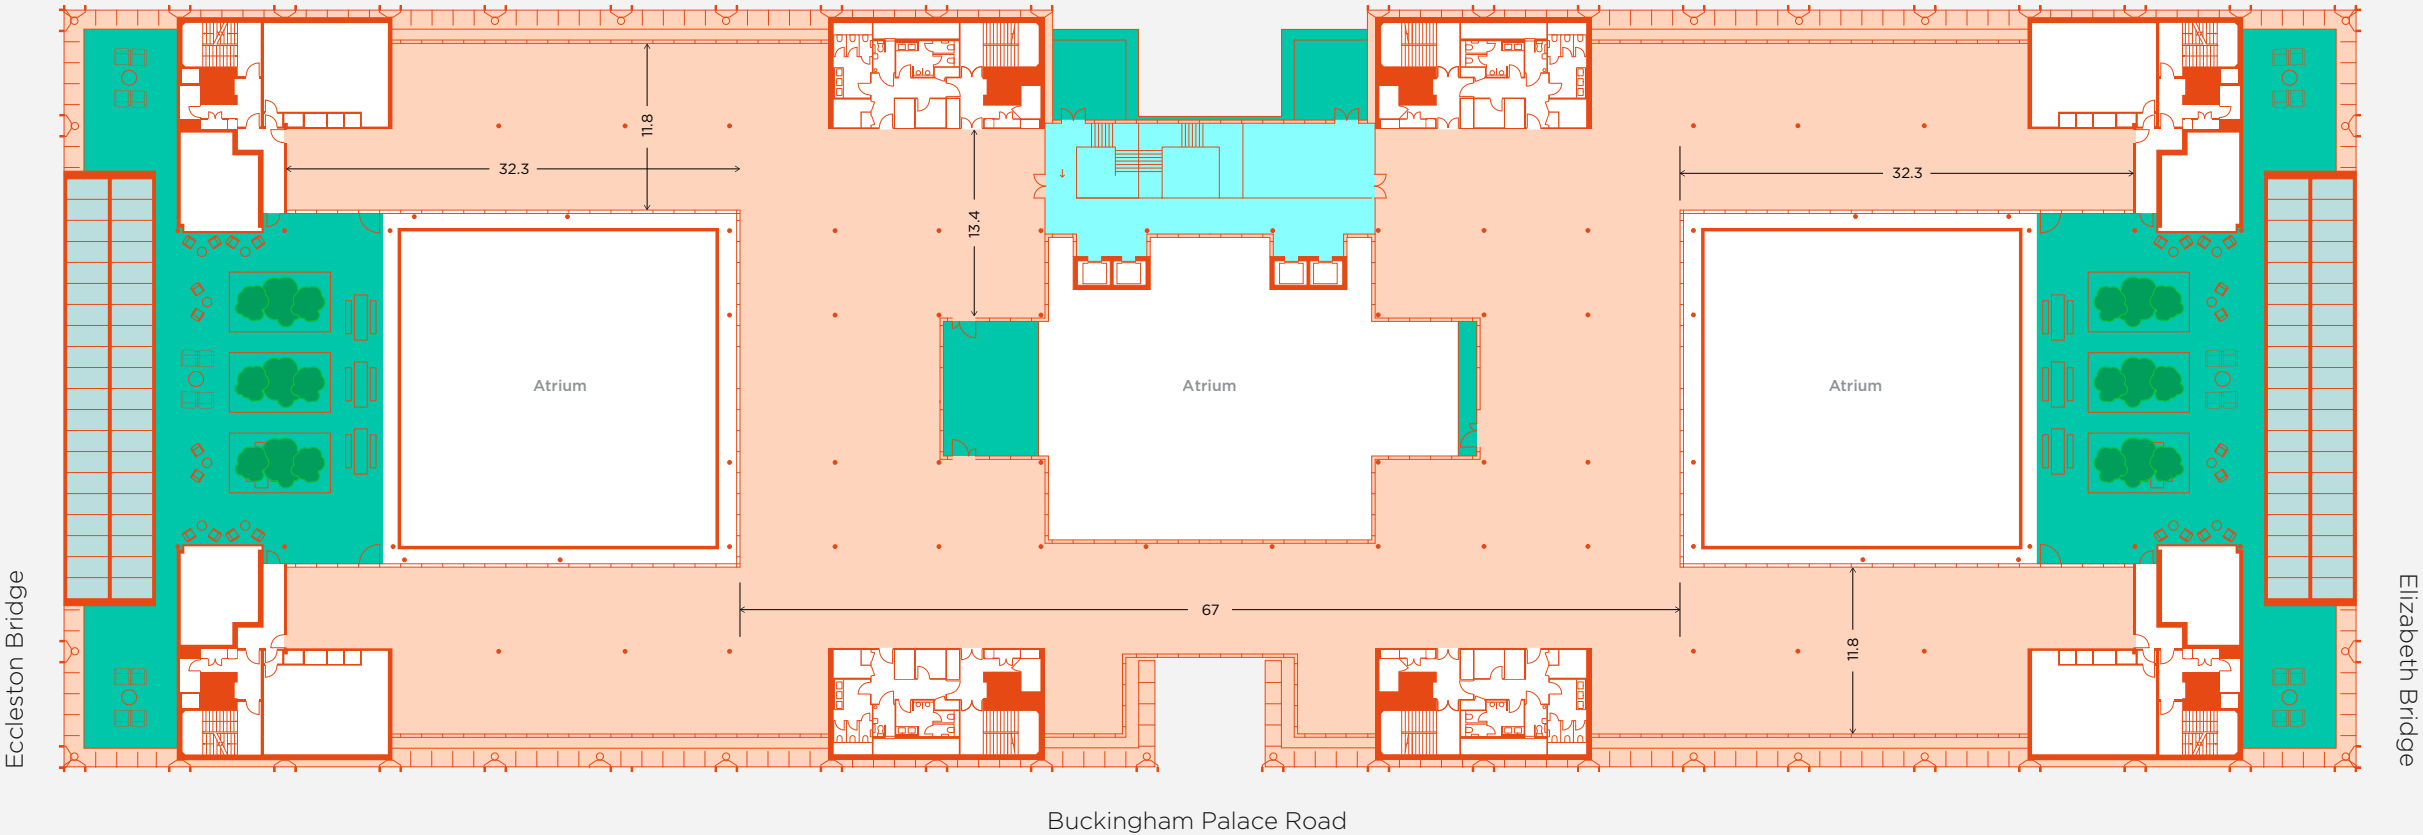 11.8
32.3
32.3
13.4
Atrium
Atrium
Atrium
67
11.8
Eccleston Bridge
Elizabeth Bridge
Buckingham Palace Road